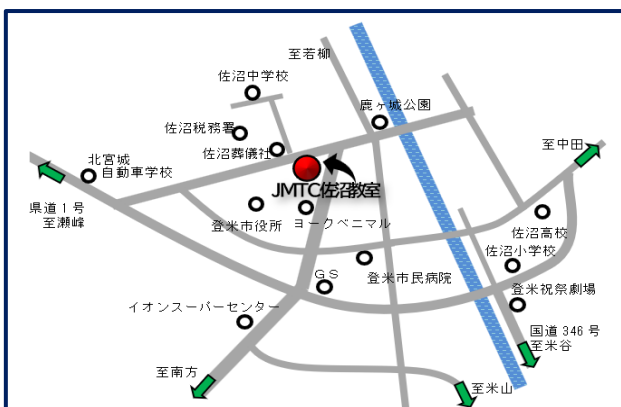 至若柳
佐沼中学校
鹿ヶ城公園
佐沼税務署
至中田
佐沼葬儀社
北宮城
自動車学校
JMTC佐沼教室
県道1号
至瀬峰
登米市役所
ヨークベニマル
佐沼高校
佐沼小学校
登米市民病院
GS
登米祝祭劇場
イオンスーパーセンター
国道346号
至米谷
至南方
至米山